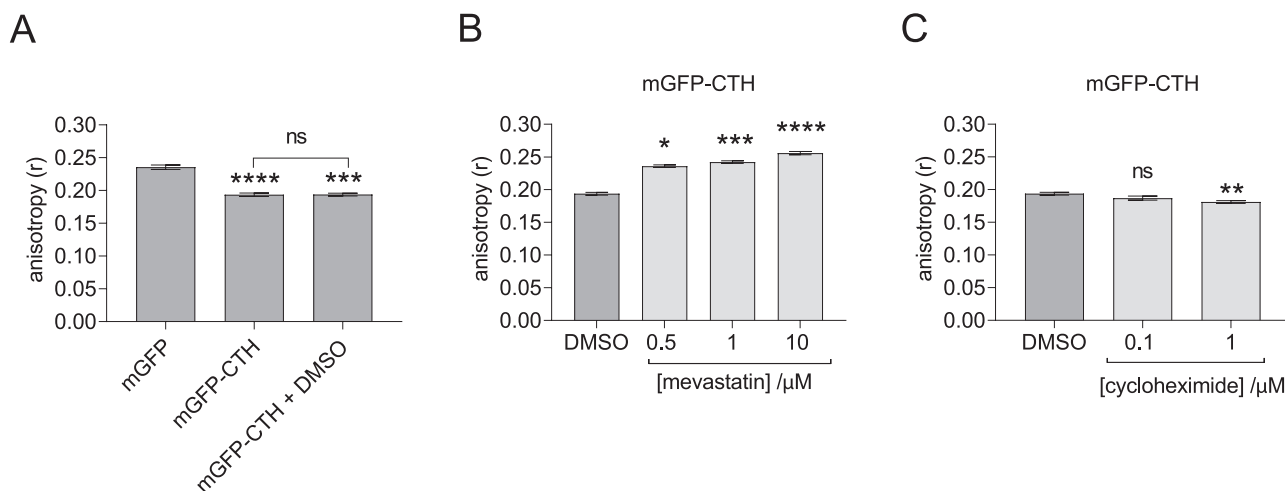 A
ns
0.30
0.25
0.20
0.15
0.10
0.05
0.00
anisotropy (r)
****
***
mGFP
mGFP-CTH
mGFP-CTH + DMSO
B
mGFP-CTH
0.30
0.25
0.20
0.15
0.10
0.05
0.00
anisotropy (r)
*
***
****
DMSO 0.5 1 10
[mevastatin] /µM
C
mGFP-CTH
0.30
0.25
0.20
0.15
0.10
0.05
0.00
anisotropy (r)
ns
**
DMSO 0.1 1
[cycloheximide] /µM